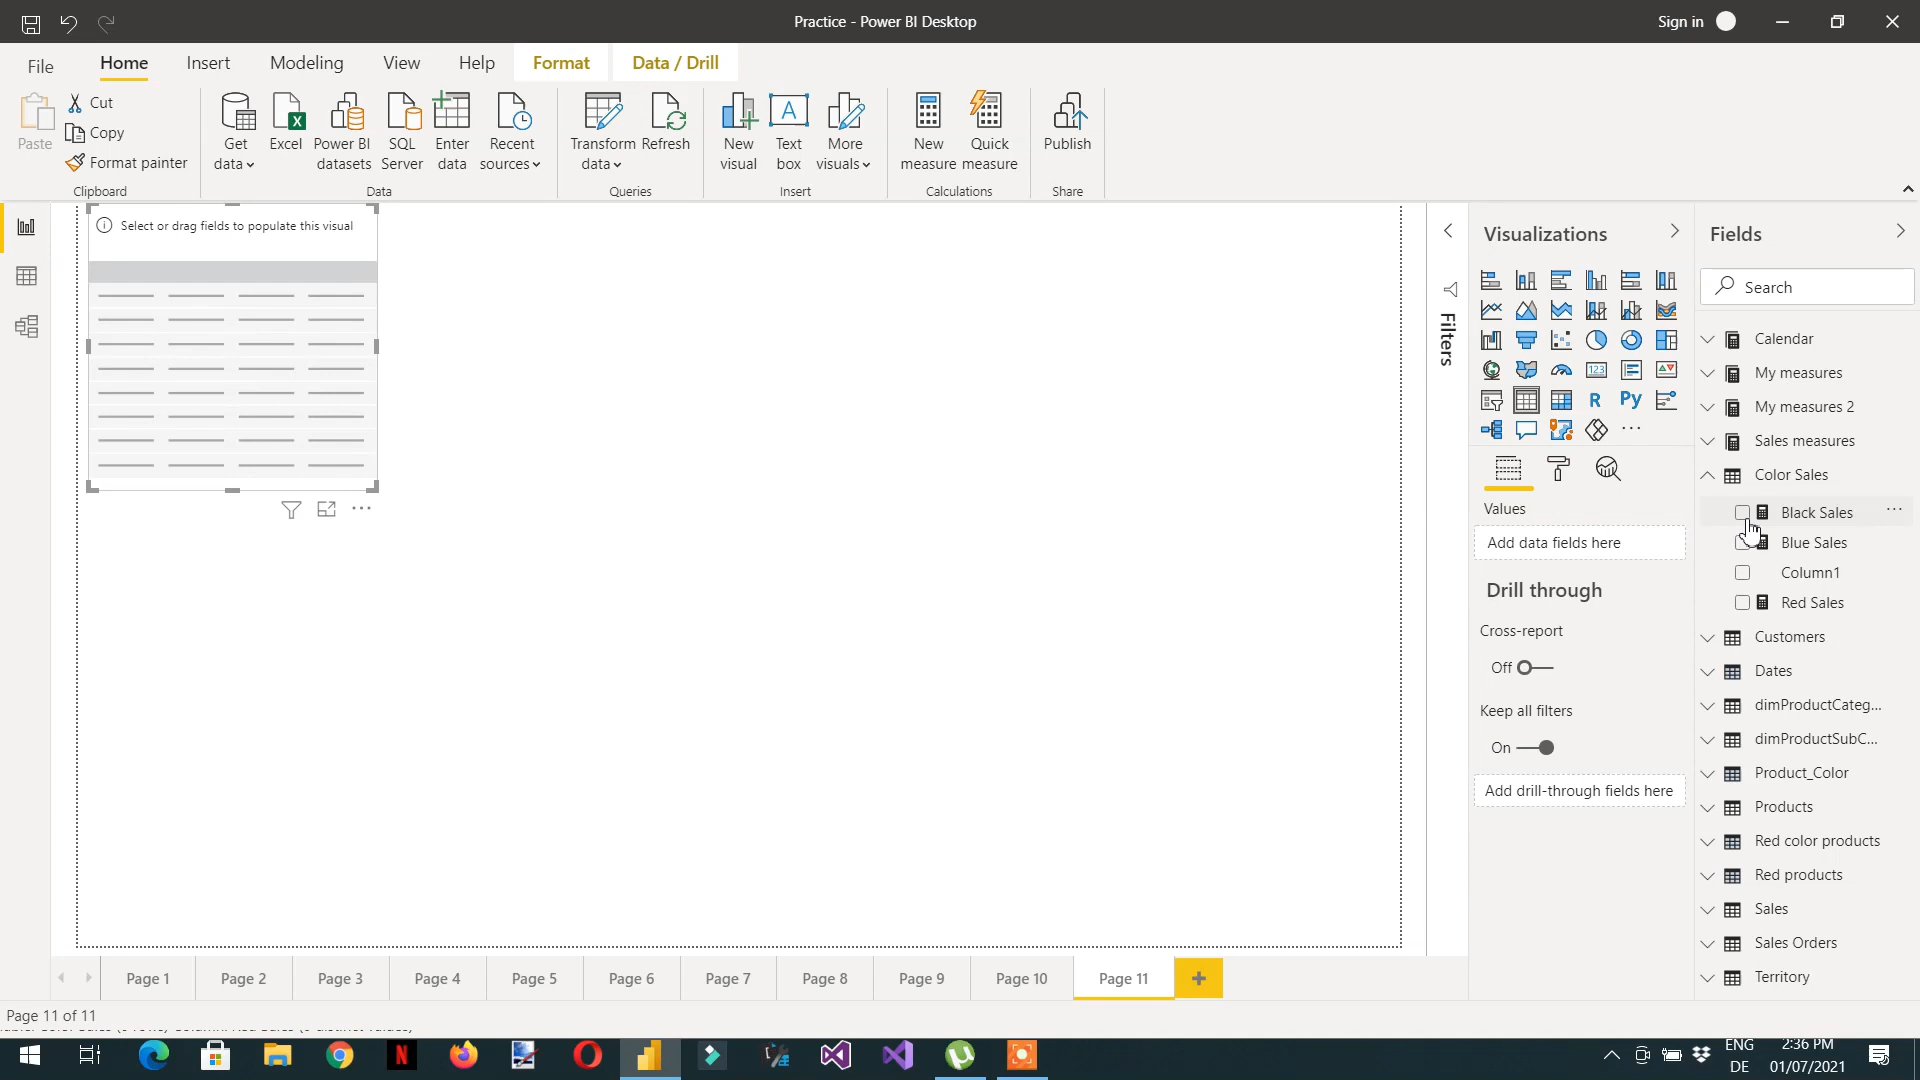 Practice - Power BI Desktop
Sign in
File
Home
Insert
Modeling
View
Help
Format
Data / Drill
Paste
Cut
Copy
Format painter
Clipboard
Get data
Excel
Power BI datasets
SQL Server
Enter data
Recent sources
Data
Transform data
Refresh
Queries
New visual
Text box
More visuals
Insert
New measure
Quick measure
Calculations
Publish
Share
Select or drag fields to populate this visual
Filters
Visualizations
123
R
Py
Values
Add data fields here
Drill through
Cross-report
Off
Keep all filters
On
Add drill-through fields here
Fields
Search
Calendar
My measures
My measures 2
Sales measures
Color Sales
Black Sales
Blue Sales
Column1
Red Sales
Customers
Dates
dimProductCateg...
dimProductSubC...
Product_Color
Products
Red color products
Red products
Sales
Sales Orders
Territory
Page 1
Page 2
Page 3
Page 4
Page 5
Page 6
Page 7
Page 8
Page 9
Page 10
Page 11
Page 11 of 11
ENG
DE
2:36 PM
01/07/2021